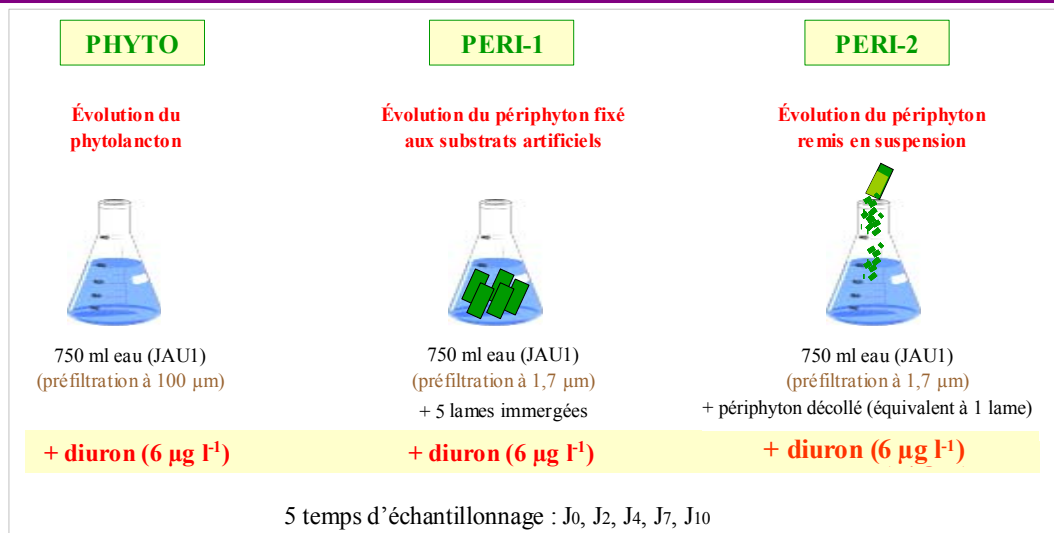 PHYTO
Évolution du
phytolancton
750 ml eau (JAU1)
(préfiltration à 100 µm)
+ diuron (6 µg l-1)
PERI-1
Évolution du périphyton fixé
aux substrats artificiels
750 ml eau (JAU1)
(préfiltration à 1,7 µm)
+ 5 lames immergées
+ diuron (6 µg l-1)
PERI-2
Évolution du périphyton
remis en suspension
750 ml eau (JAU1)
(préfiltration à 1,7 µm)
+ périphyton décollé (équivalent à 1 lame)
+ diuron (6 µg l-1)
5 temps d’échantillonnage : J0, J2, J4, J7, J10